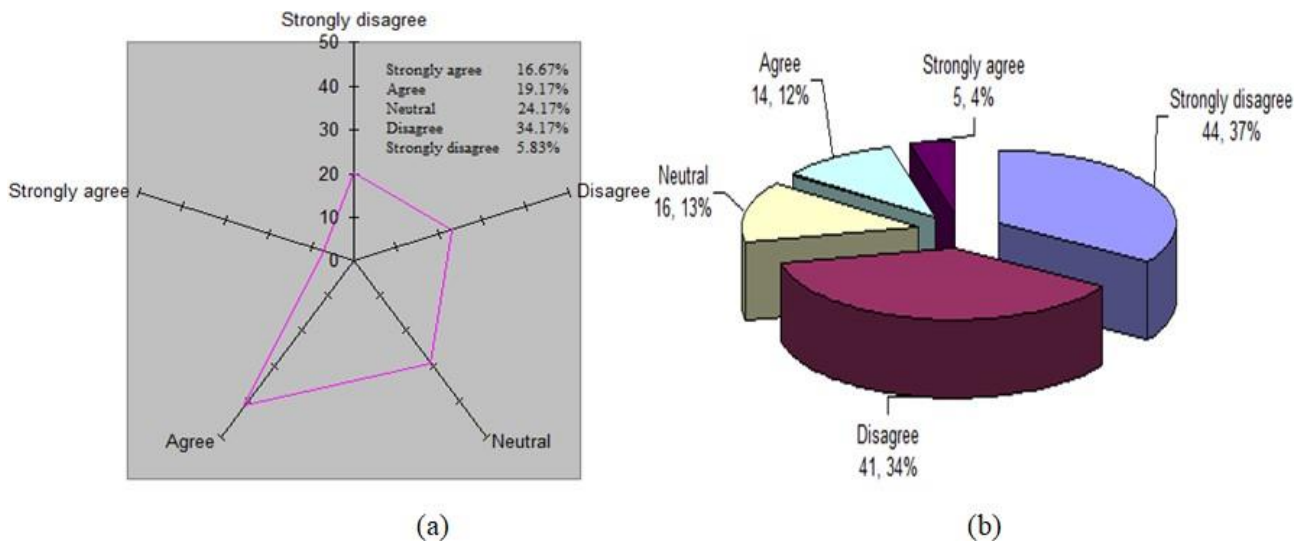 Strongly disagree
50
40
30
20
10
0
Strongly agree 16.67%
Agree 19.17%
Neutral 24.17%
Disagree 34.17%
Strongly disagree 5.83%
Strongly agree
Disagree
Agree
Neutral
(a)
Agree
14, 12%
Strongly agree
5, 4%
Strongly disagree
44, 37%
Neutral
16, 13%
Disagree
41, 34%
(b)